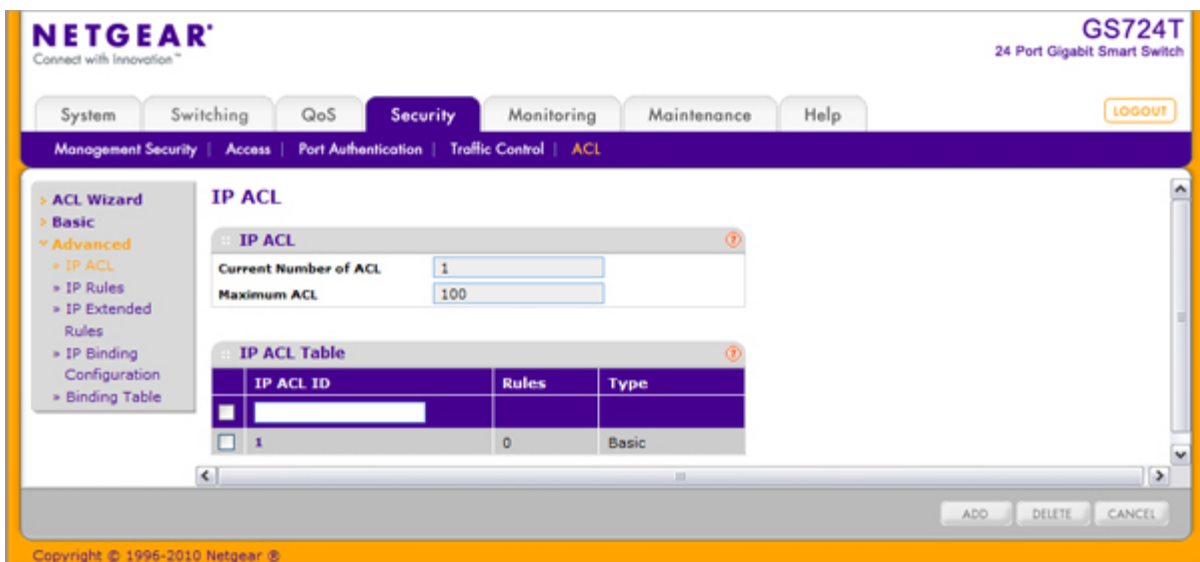 NETGEAR®
Connect with Innovation™
GS724T
24 Port Gigabit Smart Switch
System
Switching
QoS
Security
Monitoring
Maintenance
Help
LOGOUT
Management Security | Access | Port Authentication | Traffic Control | ACL
ACL Wizard
Basic
Advanced
» IP ACL
» IP Rules
» IP Extended
Rules
» IP Binding
Configuration
» Binding Table
IP ACL
IP ACL
?
Current Number of ACL 1
Maximum ACL 100
IP ACL Table
?
IP ACL ID Rules Type
1 0 Basic
ADD
DELETE
CANCEL
Copyright © 1996-2010 Netgear ®